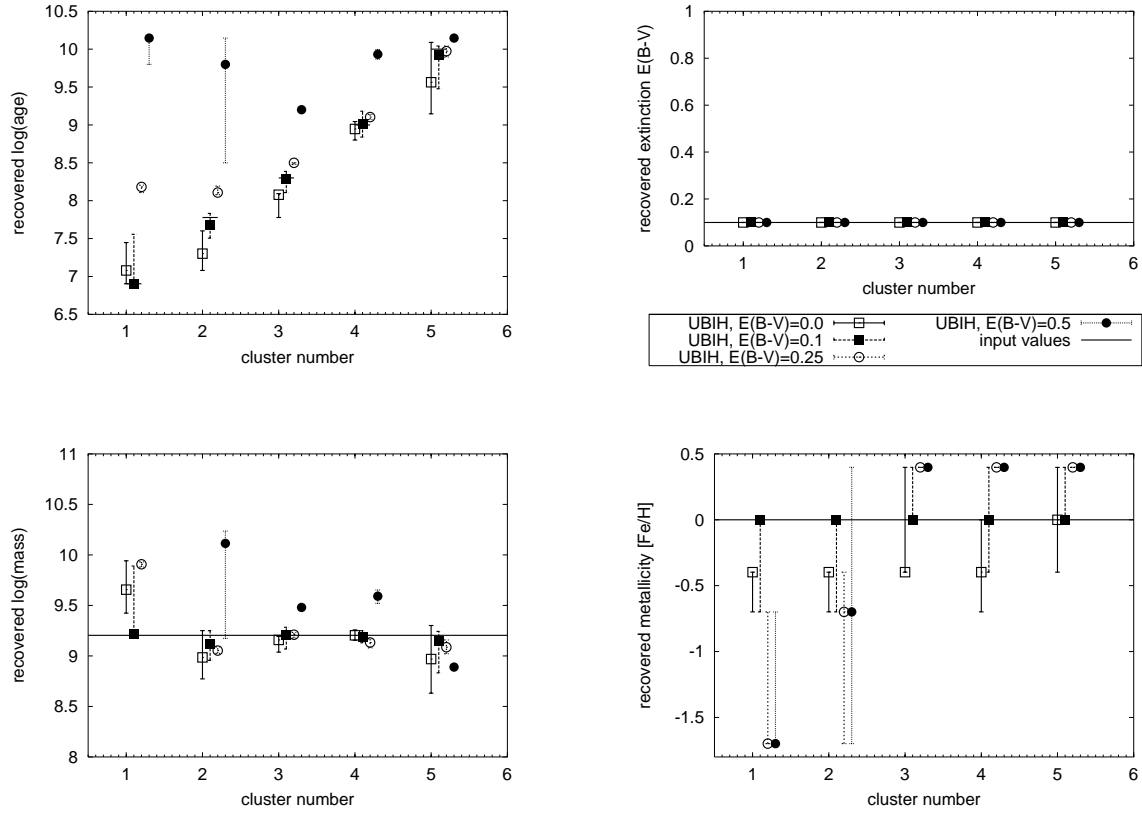 recovered log(age)
10.5
10
9.5
9
8.5
8
7.5
7
6.5
1 2 3 4 5 6
cluster number
recovered extinction E(B-V)
1
0.8
0.6
0.4
0.2
0
1 2 3 4 5 6
cluster number
UBIH, E(B-V)=0.0
UBIH, E(B-V)=0.1
UBIH, E(B-V)=0.25
UBIH, E(B-V)=0.5
input values
recovered log(mass)
11
10.5
10
9.5
9
8.5
8
1 2 3 4 5 6
cluster number
recovered metallicity [Fe/H]
0.5
0
-0.5
-1
-1.5
1 2 3 4 5 6
cluster number